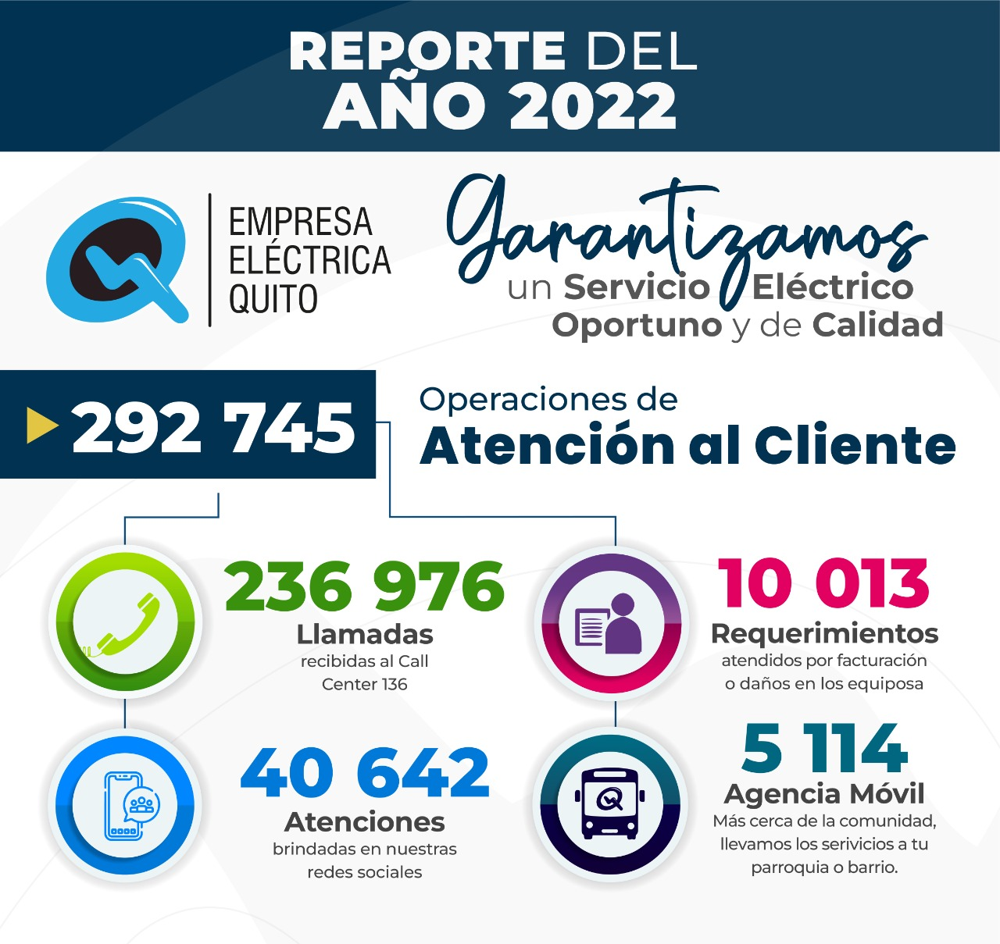 REPORTE DEL
AÑO 2022
EMPRESA
ELÉCTRICA
QUITO
Garantizamos
un Servicio Eléctrico
Oportuno y de Calidad
292 745
Operaciones de
Atención al Cliente
236 976
Llamadas
recibidas al Call
Center 136
10 013
Requerimientos
atendidos por facturación
o daños en los equiposa
40 642
Atenciones
brindadas en nuestras
redes sociales
5 114
Agencia Móvil
Más cerca de la comunidad,
llevamos los serivicios a tu
parroquia o barrio.